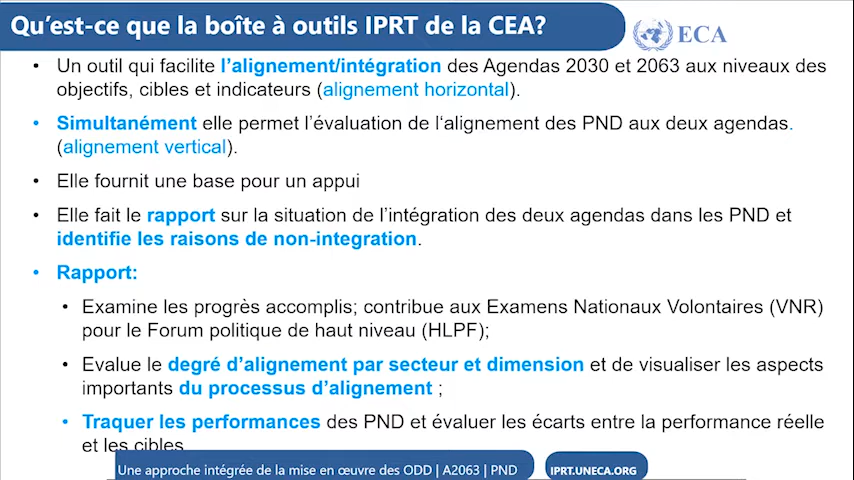 Qu’est-ce que la boîte à outils IPRT de la CEA?
ECA
• Un outil qui facilite l’alignement/intégration des Agendas 2030 et 2063 aux niveaux des
objectifs, cibles et indicateurs (alignement horizontal).
• Simultanément elle permet l’évaluation de l‘alignement des PND aux deux agendas.
(alignement vertical).
• Elle fournit une base pour un appui
• Elle fait le rapport sur la situation de l’intégration des deux agendas dans les PND et
identifie les raisons de non-integration.
• Rapport:
• Examine les progrès accomplis; contribue aux Examens Nationaux Volontaires (VNR)
pour le Forum politique de haut niveau (HLPF);
• Evalue le degré d’alignement par secteur et dimension et de visualiser les aspects
importants du processus d’alignement ;
• Traquer les performances des PND et évaluer les écarts entre la performance réelle
et les cibles
Une approche intégrée de la mise en œuvre des ODD | A2063 | PND
IPRT.UNECA.ORG